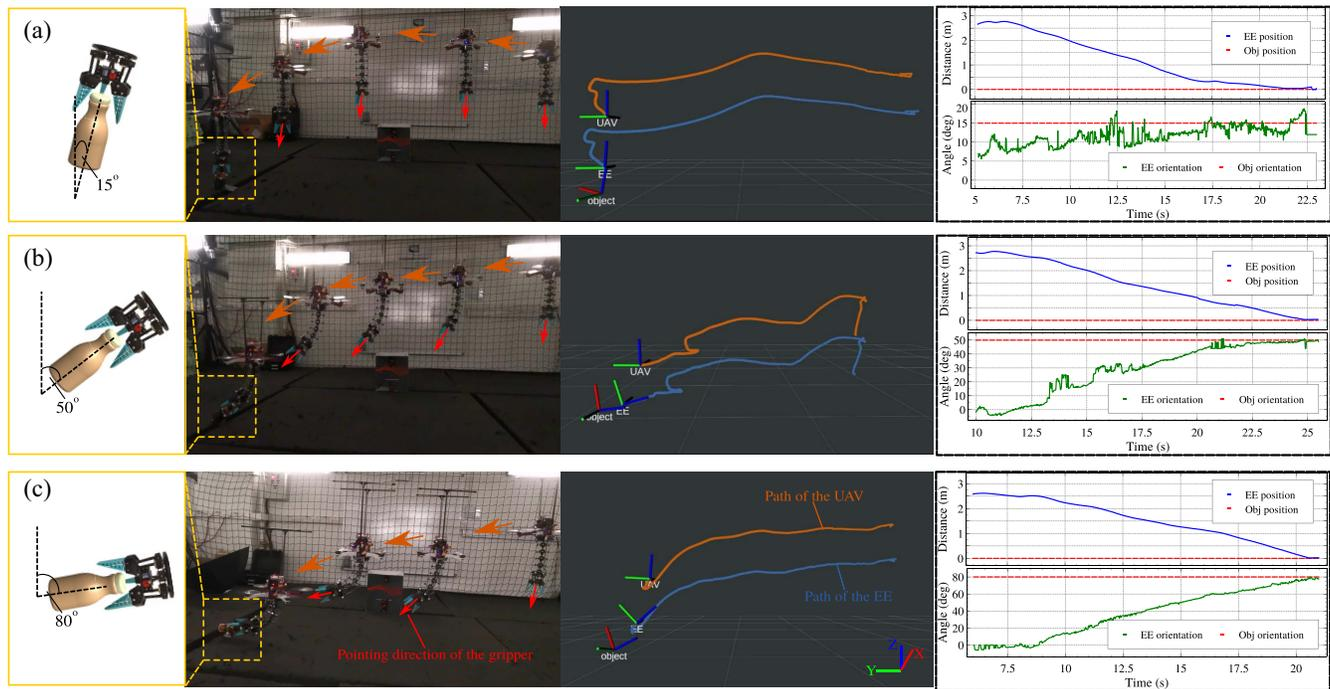 (a)
15°
UAV
EE
object
Distance (m)
3
2
1
0
EE position
Obj position
Angle (deg)
20
15
10
5
0
EE orientation
Obj orientation
5 7.5 10 12.5 15 17.5 20 22.5
Time (s)
(b)
50°
UAV
EE
object
Distance (m)
3
2
1
0
EE position
Obj position
Angle (deg)
50
40
30
20
10
0
EE orientation
Obj orientation
10 12.5 15 17.5 20 22.5 25
Time (s)
(c)
80°
Pointing direction of the gripper
Path of the UAV
UAV
Path of the EE
EE
object
Z
X
Y
Distance (m)
3
2
1
0
EE position
Obj position
Angle (deg)
80
60
40
20
0
EE orientation
Obj orientation
7.5 10 12.5 15 17.5 20
Time (s)